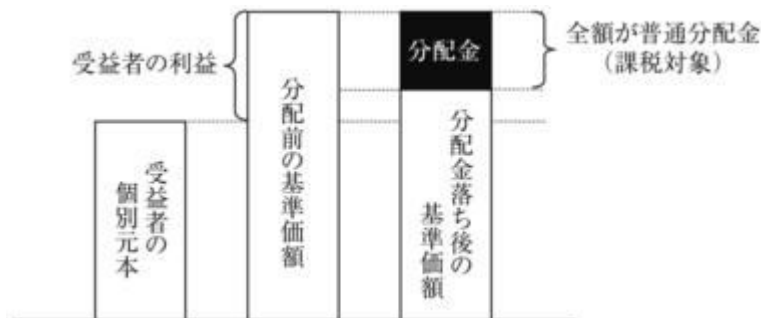 受益者の利益
受益者の
個別元本
分配前の基準価額
分配金
分配金落ち後の
基準価額
全額が普通分配金
（課税対象）